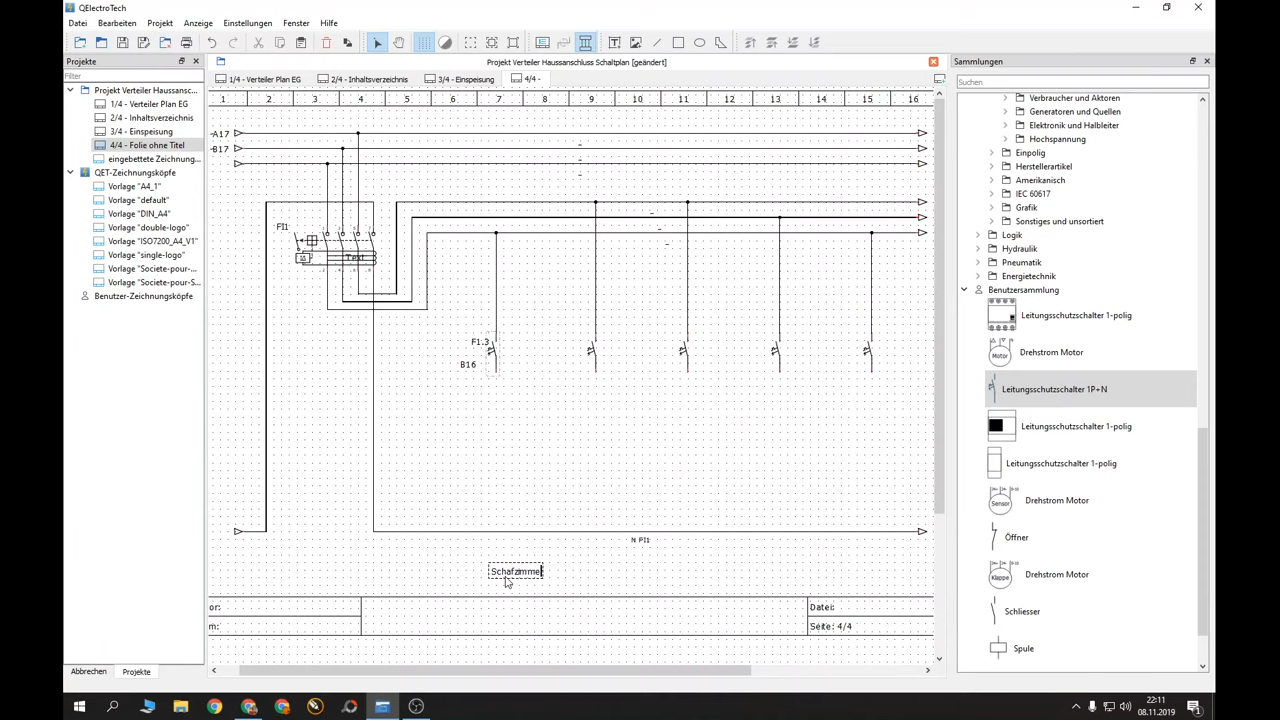 QElectroTech
Datei Bearbeiten Projekt Anzeige Einstellungen Fenster Hilfe
Projekte
Projekt Verteiler Haussanschluss Schaltplan [geändert]
Sammlungen
Filter
Suchen
1/4 - Verteiler Plan EG
2/4 - Inhaltsverzeichnis
3/4 - Einspeisung
4/4 -
Projekt Verteiler Haussansc...
1/4 - Verteiler Plan EG
2/4 - Inhaltsverzeichnis
3/4 - Einspeisung
4/4 - Folie ohne Titel
eingebettete Zeichnung...
QET-Zeichnungsköpfe
Vorlage "A4_1"
Vorlage "default"
Vorlage "DIN_A4"
Vorlage "double-logo"
Vorlage "ISO7200_A4_V1"
Vorlage "single-logo"
Vorlage "Societe-pour-...
Vorlage "Societe-pour-S...
Benutzer-Zeichnungsköpfe
Abbrechen Projekte
1 2 3 4 5 6 7 8 9 10 11 12 13 14 15 16
-A17
-B17
FI1
Text
F1.3
B16
N FI1
Schafzimmer
or:
m:
Datei:
Seite: 4/4
Verbraucher und Aktoren
Generatoren und Quellen
Elektronik und Halbleiter
Hochspannung
Einpolig
Herstellerartikel
Amerikanisch
IEC 60617
Grafik
Sonstiges und unsortiert
Logik
Hydraulik
Pneumatik
Energietechnik
Benutzersammlung
Leitungsschutzschalter 1-polig
Motor
Drehstrom Motor
Leitungsschutzschalter 1P+N
Leitungsschutzschalter 1-polig
Leitungsschutzschalter 1-polig
Sensor
Drehstrom Motor
Öffner
Klappe
Drehstrom Motor
Schliesser
Spule
22:11
08.11.2019